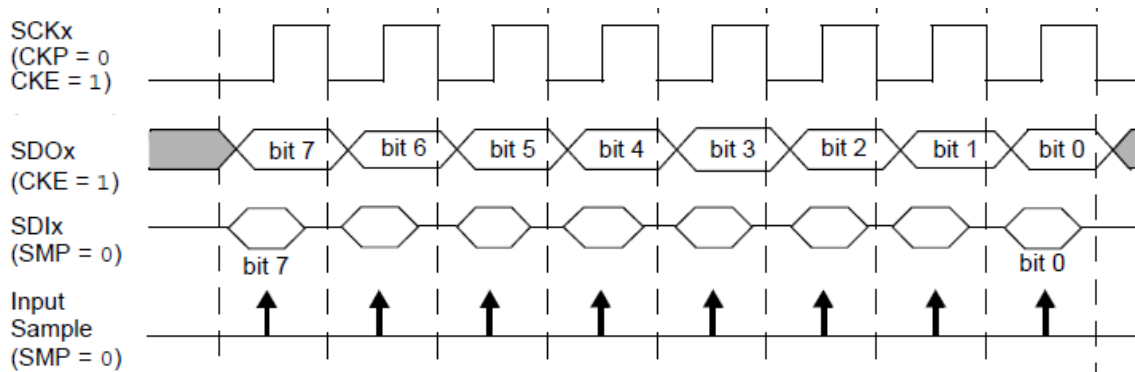 SCKx
(CKP = 0
CKE = 1)
SDOx
(CKE = 1)
bit 7 bit 6 bit 5 bit 4 bit 3 bit 2 bit 1 bit 0
SDIx
(SMP = 0)
bit 7 bit 0
Input
Sample
(SMP = 0)